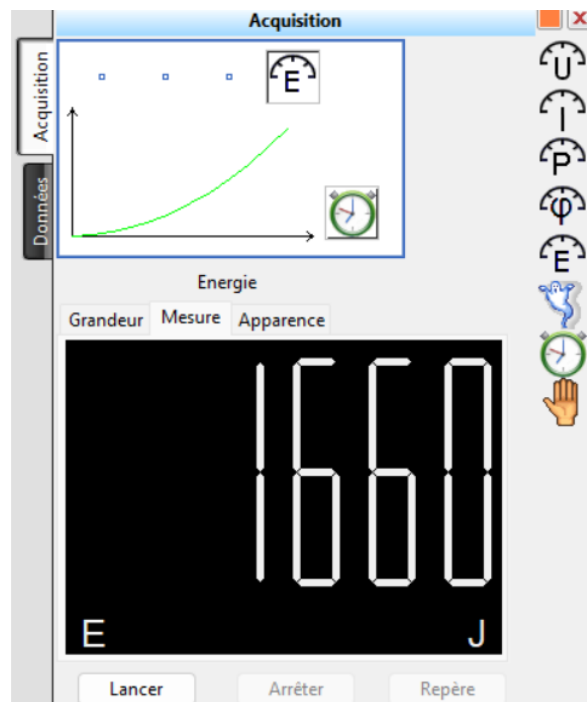 Acquisition
Acquisition
Données
E
U
I
P
φ
E
Energie
Grandeur Mesure Apparence
1660
E J
Lancer Arrêter Repère